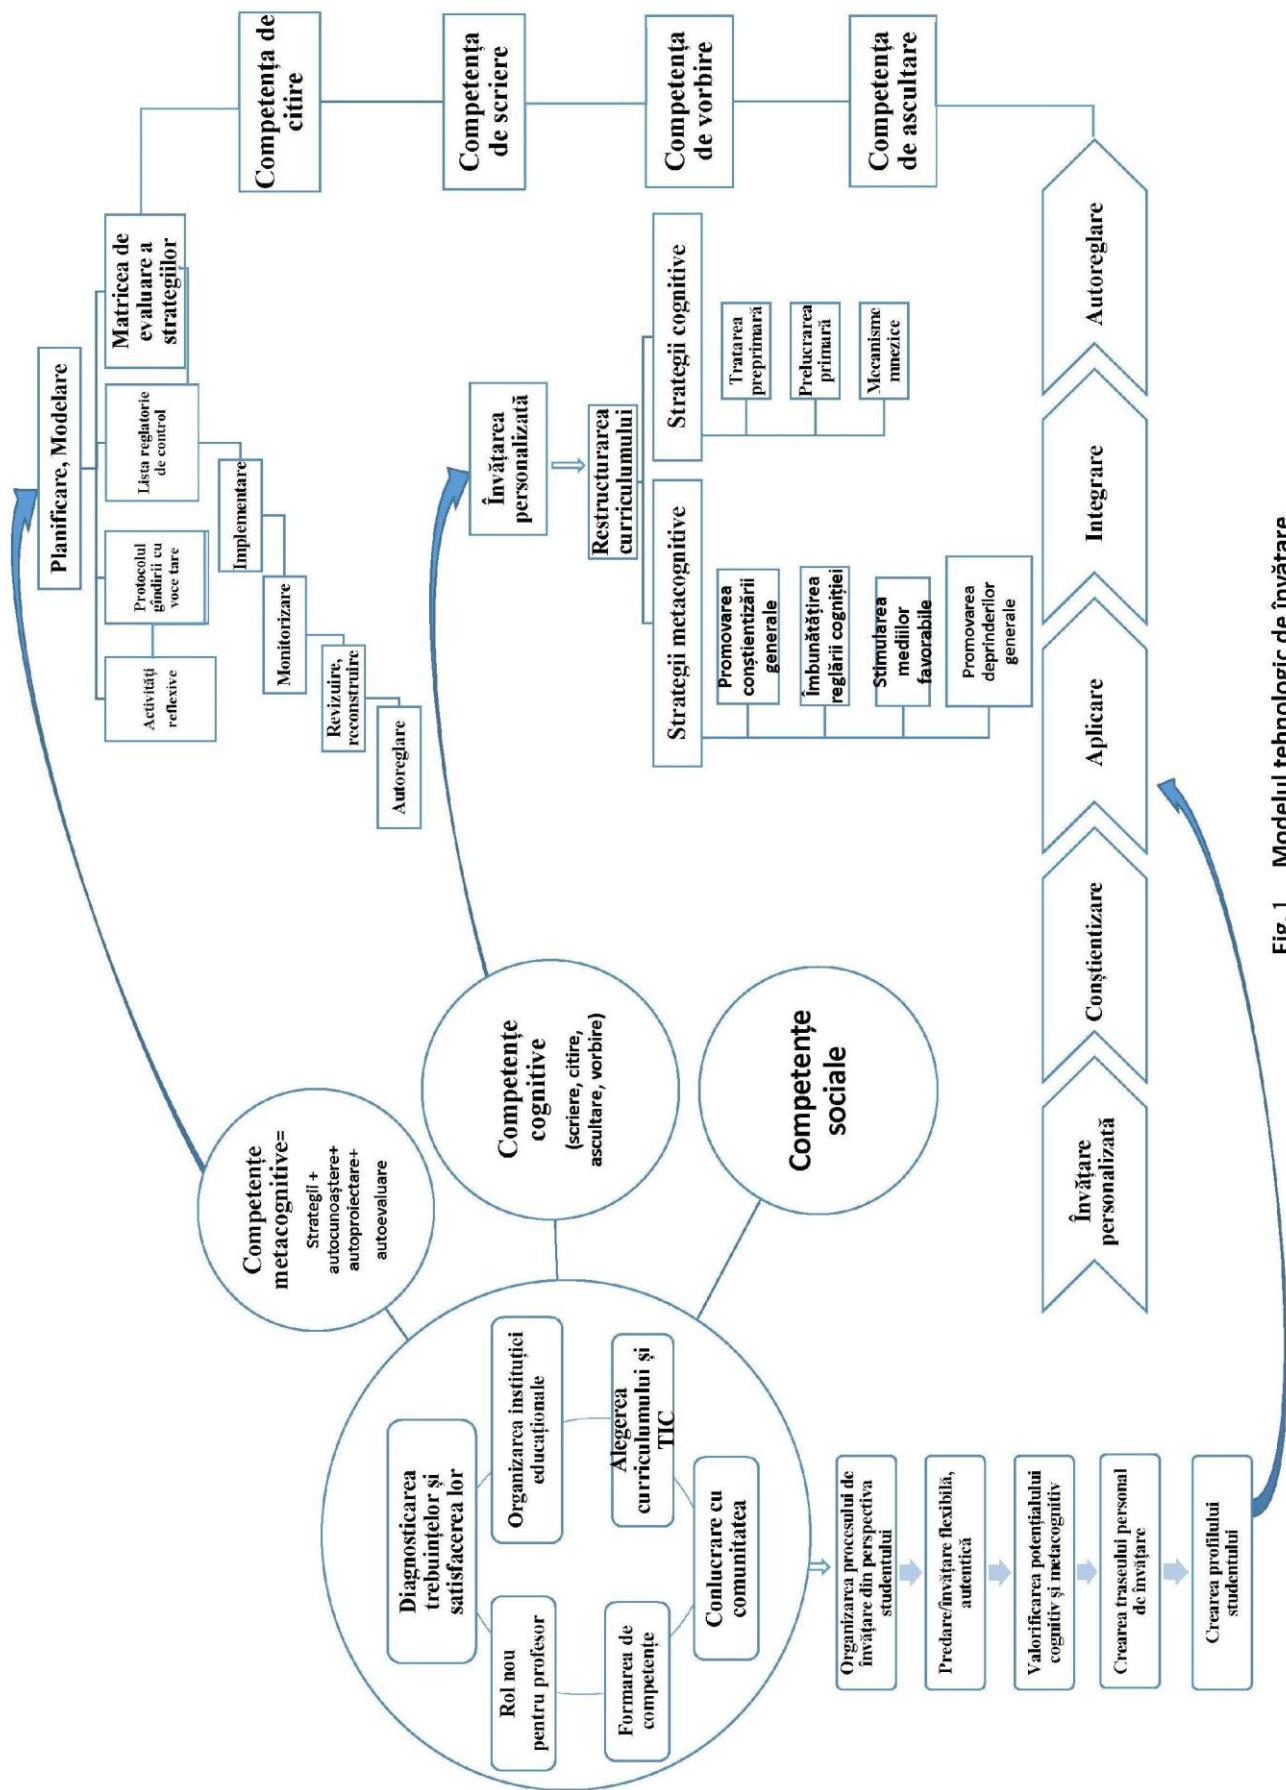 Planificare, Modelare
Activități
reflexive
Protocolul
gîndirii cu
voce tare
Lista reglatorie
de control
Matricea de
evaluare a
strategiilor
Implementare
Monitorizare
Revizuire,
reconstruire
Autoreglare
Competența de
citire
Competența
de scriere
Competența
de vorbire
Competența
de ascultare
Competențe
metacognitive=
Strategii +
autocunoaștere+
autoproiectare+
autoevaluare
Competențe
cognitive
(scriere, citire,
ascultare, vorbire)
Competențe
sociale
Învățarea
personalizată
Restructurarea
curriculumului
Strategii metacognitive
Promovarea
conștientizării
generale
Îmbunătățirea
reglării cogniției
Stimularea
mediilor
favorabile
Promovarea
deprinderilor
generale
Strategii cognitive
Tratarea
preprimară
Prelucrarea
primară
Mecanisme
mnezice
Diagnosticarea
trebuințelor și
satisfacerea lor
Organizarea instituției
educaționale
Alegerea
curriculumului și
TIC
Conlucrare cu
comunitatea
Formarea de
competențe
Rol nou
pentru profesor
Organizarea procesului de
învățare din perspectiva
studentului
Predare/învățare flexibilă,
autentică
Valorificarea potențialului
cognitiv și metacognitiv
Crearea traseului personal
de învățare
Crearea profilului
studentului
Învățare
personalizată
Conștientizare
Aplicare
Integrare
Autoreglare
Fig. 1 Modelul tehnologic de învățare